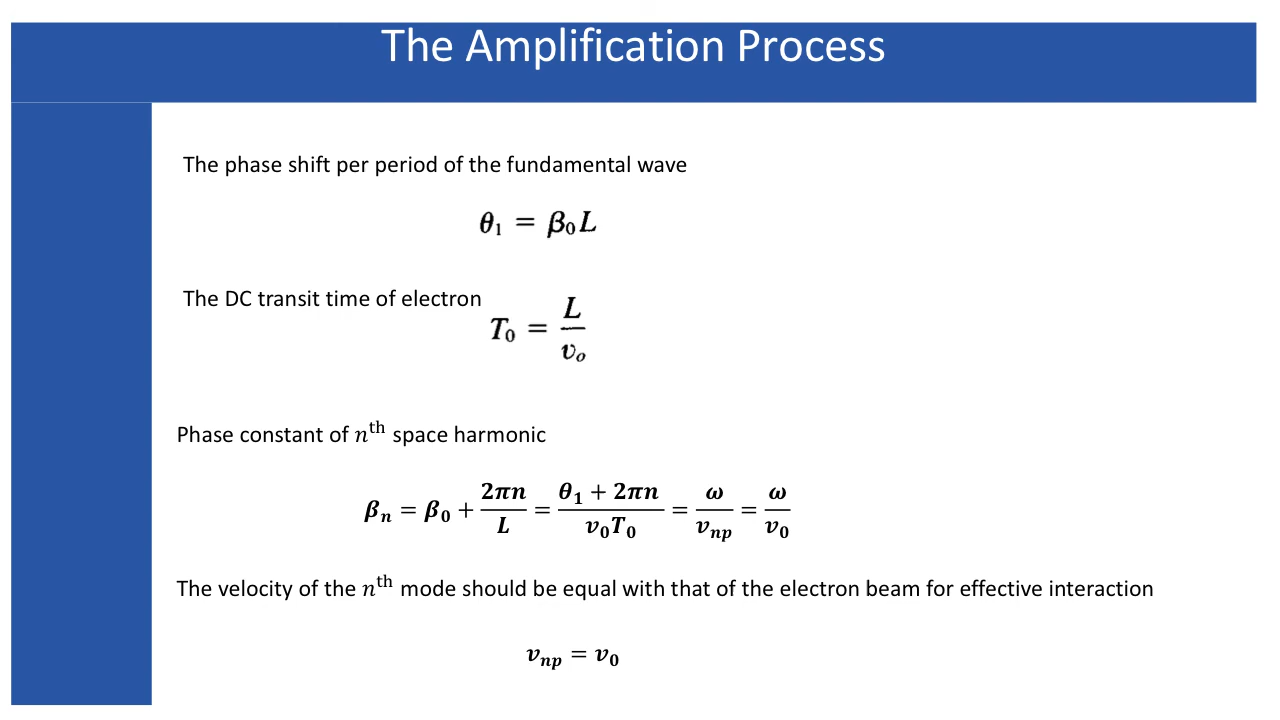 The Amplification Process
The phase shift per period of the fundamental wave
θ₁ = β₀L
The DC transit time of electron
T₀ = L / υₒ
Phase constant of nᵗʰ space harmonic
βₙ = β₀ + 2πn / L = (θ₁ + 2πn) / (v₀T₀) = ω / vₙₚ = ω / v₀
The velocity of the nᵗʰ mode should be equal with that of the electron beam for effective interaction
vₙₚ = v₀